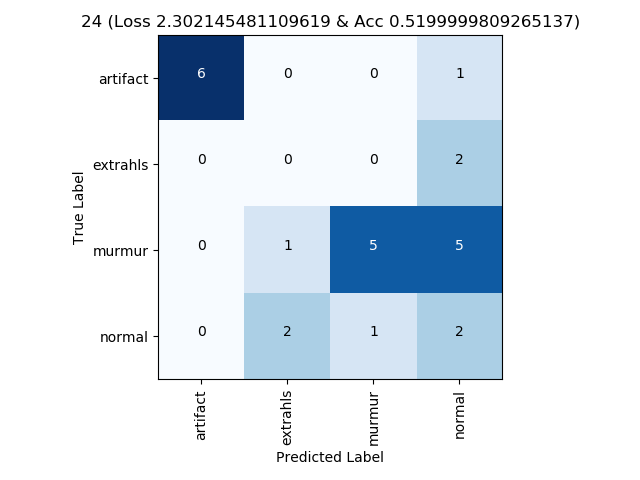 24 (Loss 2.302145481109619 & Acc 0.5199999809265137)
True Label
artifact 6 0 0 1
extrahls 0 0 0 2
murmur 0 1 5 5
normal 0 2 1 2
artifact extrahls murmur normal
Predicted Label